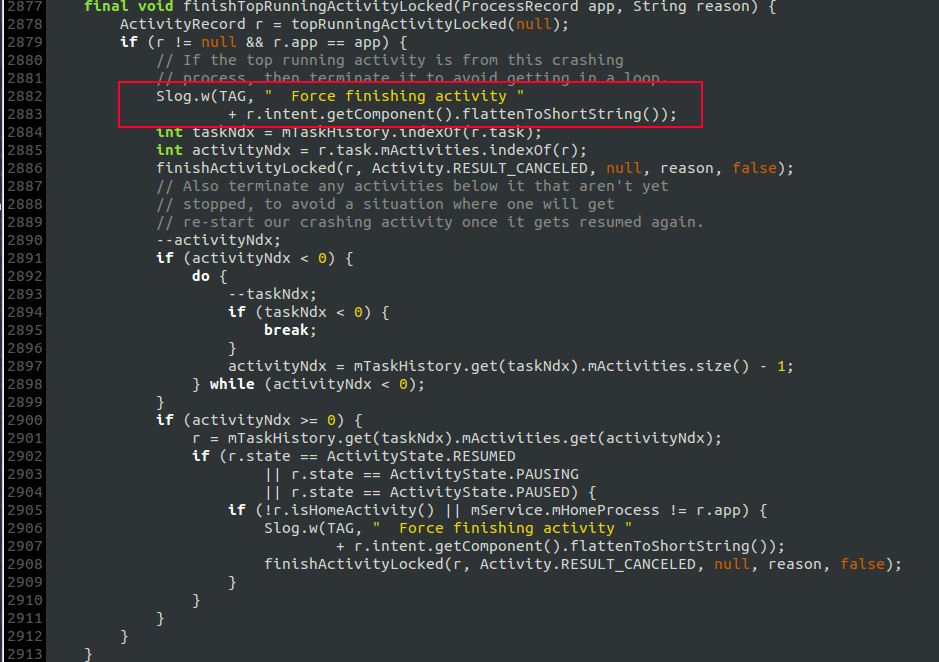 2877     final void finishTopRunningActivityLocked(ProcessRecord app, String reason) {
2878         ActivityRecord r = topRunningActivityLocked(null);
2879         if (r != null && r.app == app) {
2880             // If the top running activity is from this crashing
2881             // process, then terminate it to avoid getting in a loop.
2882             Slog.w(TAG, "  Force finishing activity "
2883                     + r.intent.getComponent().flattenToShortString());
2884             int taskNdx = mTaskHistory.indexOf(r.task);
2885             int activityNdx = r.task.mActivities.indexOf(r);
2886             finishActivityLocked(r, Activity.RESULT_CANCELED, null, reason, false);
2887             // Also terminate any activities below it that aren't yet
2888             // stopped, to avoid a situation where one will get
2889             // re-start our crashing activity once it gets resumed again.
2890             --activityNdx;
2891             if (activityNdx < 0) {
2892                 do {
2893                     --taskNdx;
2894                     if (taskNdx < 0) {
2895                         break;
2896                     }
2897                     activityNdx = mTaskHistory.get(taskNdx).mActivities.size() - 1;
2898                 } while (activityNdx < 0);
2899             }
2900             if (activityNdx >= 0) {
2901                 r = mTaskHistory.get(taskNdx).mActivities.get(activityNdx);
2902                 if (r.state == ActivityState.RESUMED
2903                         || r.state == ActivityState.PAUSING
2904                         || r.state == ActivityState.PAUSED) {
2905                     if (!r.isHomeActivity() || mService.mHomeProcess != r.app) {
2906                         Slog.w(TAG, "  Force finishing activity "
2907                                 + r.intent.getComponent().flattenToShortString());
2908                         finishActivityLocked(r, Activity.RESULT_CANCELED, null, reason, false);
2909                     }
2910                 }
2911             }
2912         }
2913     }